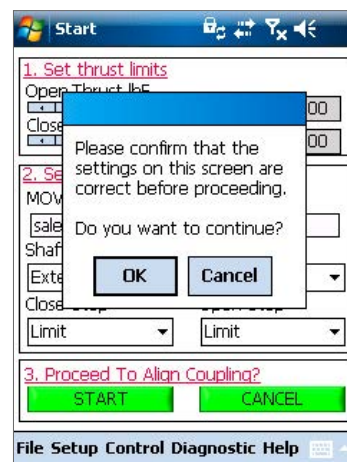 Start
1. Set thrust limits
Open Thrust lbF
00
Close
00
Please confirm that the
settings on this screen are
correct before proceeding.
Do you want to continue?
OK Cancel
2. Se
MOV
sale
Shaf
Exte
Close
Limit Limit
3. Proceed To Align Coupling?
START CANCEL
File Setup Control Diagnostic Help